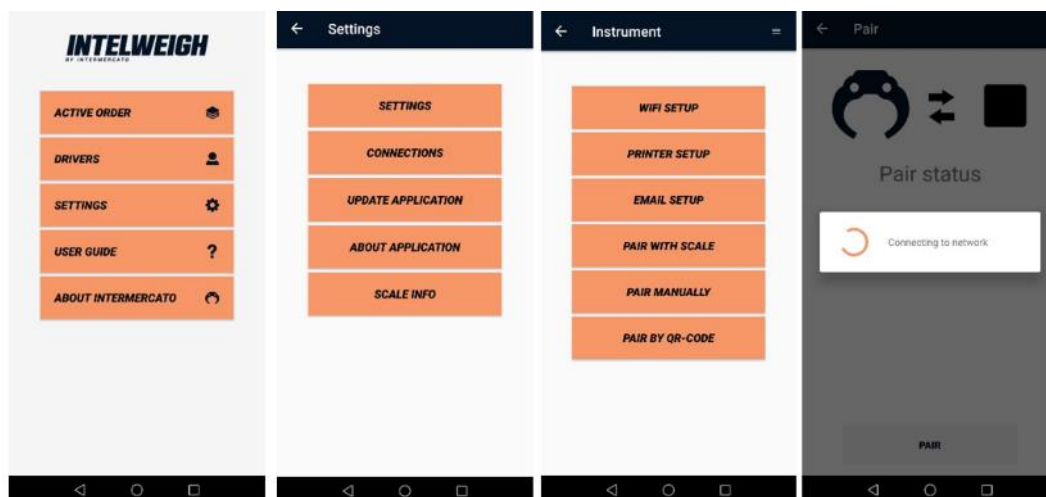 INTELWEIGH
BY INTERMERCATO
ACTIVE ORDER
DRIVERS
SETTINGS
USER GUIDE
?
ABOUT INTERMERCATO
Settings
SETTINGS
CONNECTIONS
UPDATE APPLICATION
ABOUT APPLICATION
SCALE INFO
Instrument
WIFI SETUP
PRINTER SETUP
EMAIL SETUP
PAIR WITH SCALE
PAIR MANUALLY
PAIR BY QR-CODE
Pair
Pair status
Connecting to network
PAIR